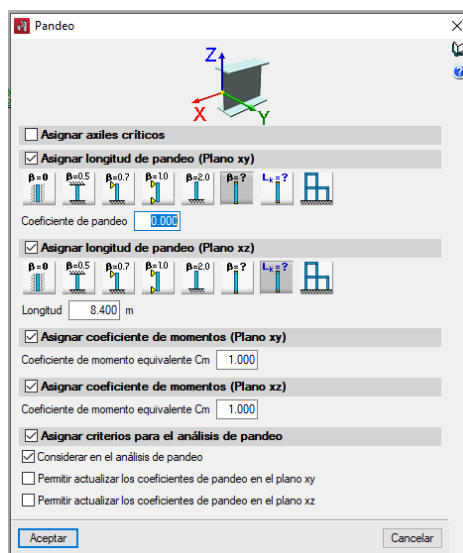 Pandeo
Z
X
Y
Asignar axiles críticos
Asignar longitud de pandeo (Plano xy)
β=0 β=0.5 β=0.7 β=1.0 β=2.0 β=? Lk=?
Coeficiente de pandeo 0.000
Asignar longitud de pandeo (Plano xz)
β=0 β=0.5 β=0.7 β=1.0 β=2.0 β=? Lk=?
Longitud 8.400 m
Asignar coeficiente de momentos (Plano xy)
Coeficiente de momento equivalente Cm 1.000
Asignar coeficiente de momentos (Plano xz)
Coeficiente de momento equivalente Cm 1.000
Asignar criterios para el análisis de pandeo
Considerar en el análisis de pandeo
Permitir actualizar los coeficientes de pandeo en el plano xy
Permitir actualizar los coeficientes de pandeo en el plano xz
Aceptar Cancelar